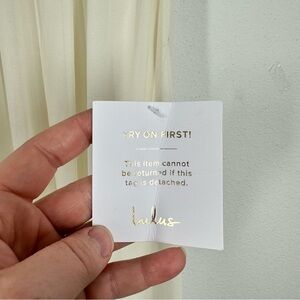 TRY ON FIRST!
This item cannot
be returned if this
tag is detached.
lulus